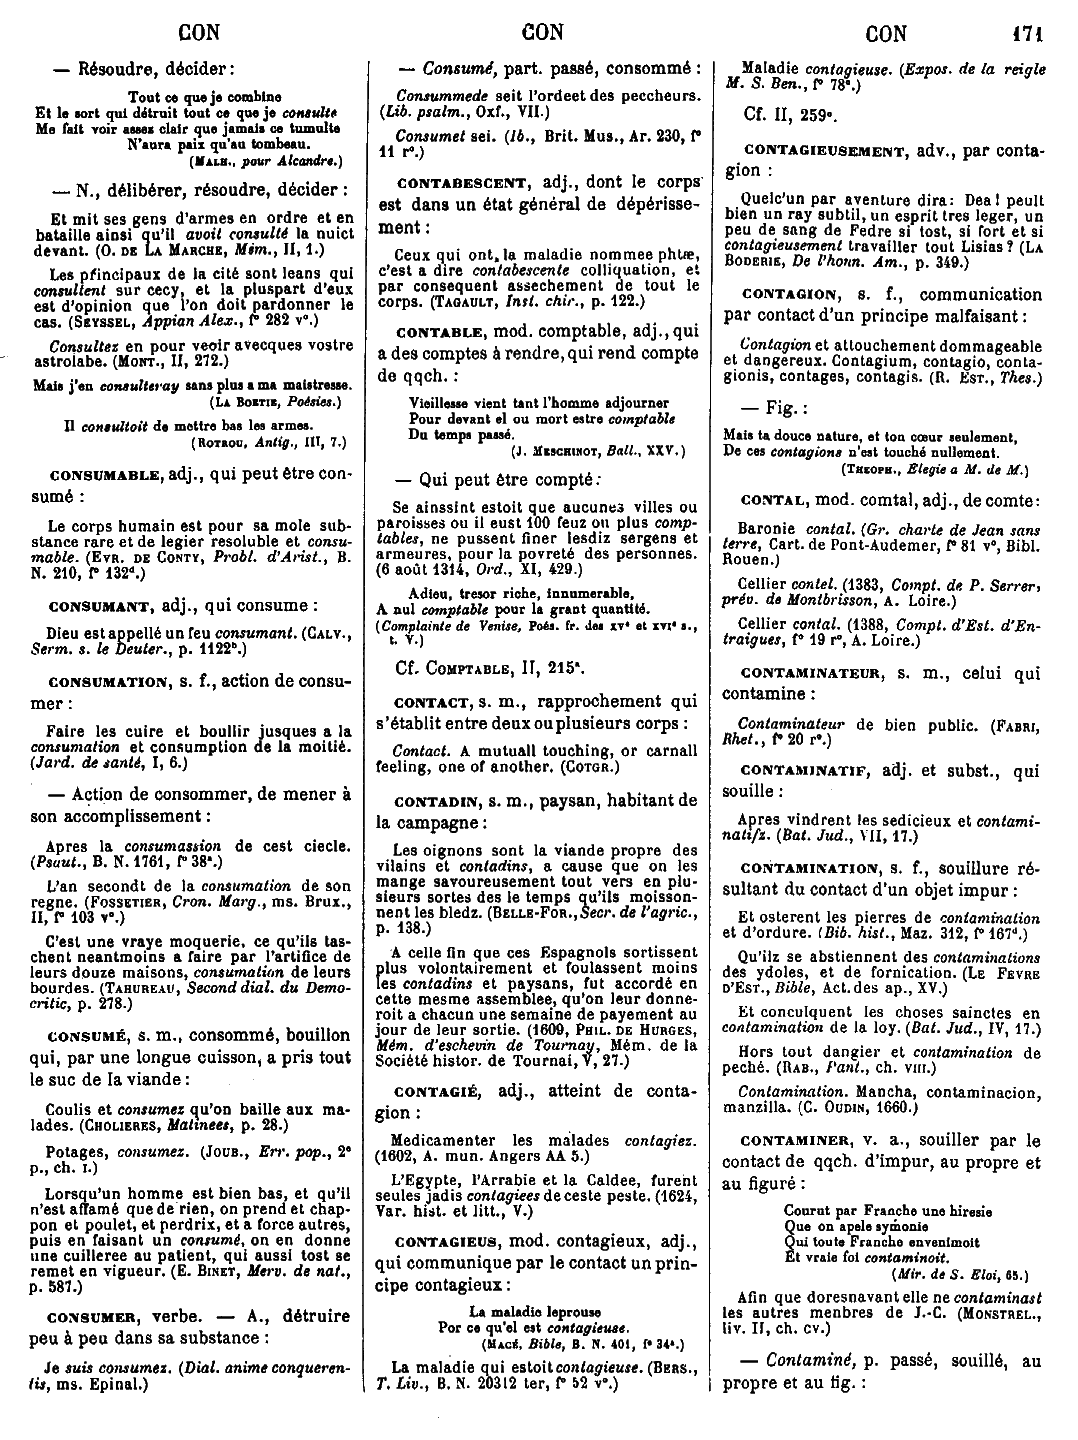 CON
CON
CON 171
— Résoudre, décider :
Tout ce que je combine
Et le sort qui détruit tout ce que je consulte
Me fait voir assez clair que jamais ce tumulte
N'aura paix qu'au tombeau.
(MALH., pour Alcandre.)
— N., délibérer, résoudre, décider :
Et mit ses gens d'armes en ordre et en
bataille ainsi qu'il avoit consulté la nuict
devant. (O. DE LA MARCHE, Mém., II, 1.)
Les pfincipaux de la cité sont leans qui
consultent sur cecy, et la pluspart d'eux
est d'opinion que l'on doit pardonner le
cas. (SEYSSEL, Appian Alex., f° 282 v°.)
Consultez en pour veoir avecques vostre
astrolabe. (MONT., II, 272.)
Mais j'en consulteray sans plus a ma maistresse.
(LA BOETIE, Poésies.)
Il consultoit de mettre bas les armes.
(ROTROU, Antig., III, 7.)
CONSUMABLE, adj., qui peut être con-
sumé :
Le corps humain est pour sa mole sub-
stance rare et de legier resoluble et consu-
mable. (EVR. DE CONTY, Probl. d'Arist., B.
N. 210, f° 132ᵈ.)
CONSUMANT, adj., qui consume :
Dieu est appellé un feu consumant. (CALV.,
Serm. s. le Deuter., p. 1122ᵇ.)
CONSUMATION, s. f., action de consu-
mer :
Faire les cuire et boullir jusques a la
consumation et consumption de la moitié.
(Jard. de santé, I, 6.)
— Action de consommer, de mener à
son accomplissement :
Apres la consumassion de cest ciecle.
(Psaut., B. N. 1761, f° 38ᵃ.)
L'an secondt de la consumation de son
regne. (FOSSETIER, Cron. Marg., ms. Brux.,
II, f° 103 v°.)
C'est une vraye moquerie, ce qu'ils tas-
chent neantmoins a faire par l'artifice de
leurs douze maisons, consumation de leurs
bourdes. (TAHUREAU, Second dial. du Demo-
critic, p. 278.)
CONSUMÉ, s. m., consommé, bouillon
qui, par une longue cuisson, a pris tout
le suc de la viande :
Coulis et consumez qu'on baille aux ma-
lades. (CHOLIERES, Matinees, p. 28.)
Potages, consumez. (JOUB., Err. pop., 2ᵉ
p., ch. I.)
Lorsqu'un homme est bien bas, et qu'il
n'est affamé que de rien, on prend et chap-
pon et poulet, et perdrix, et a force autres,
puis en faisant un consumé, on en donne
une cuilleree au patient, qui aussi tost se
remet en vigueur. (E. BINET, Merv. de nat.,
p. 587.)
CONSUMER, verbe. — A., détruire
peu à peu dans sa substance :
Je suis consumez. (Dial. anime conqueren-
tis, ms. Epinal.)
— Consumé, part. passé, consommé :
Consummede seit l'ordeet des peccheurs.
(Lib. psalm., Oxf., VII.)
Consumet sei. (Ib., Brit. Mus., Ar. 230, f°
11 r°.)
CONTABESCENT, adj., dont le corps
est dans un état général de dépérisse-
ment :
Ceux qui ont la maladie nommee phtæ,
c'est a dire contabescente colliquation, et
par consequent assechement de tout le
corps. (TAGAULT, Inst. chir., p. 122.)
CONTABLE, mod. comptable, adj., qui
a des comptes à rendre, qui rend compte
de qqch. :
Vieillesse vient tant l'homme adjourner
Pour devant el ou mort estre comptable
Du temps passé.
(J. MESCHINOT, Ball., XXV.)
— Qui peut être compté :
Se ainssint estoit que aucunes villes ou
paroisses ou il eust 100 feuz ou plus comp-
tables, ne pussent finer lesdiz sergens et
armeures, pour la povreté des personnes.
(6 août 1314, Ord., XI, 429.)
Adieu, tresor riche, innumerable,
A nul comptable pour la grant quantité.
(Complainte de Venise, Poés. fr. des XVᵉ et XVIᵉ s.,
t. V.)
Cf. COMPTABLE, II, 215ᵃ.
CONTACT, s. m., rapprochement qui
s'établit entre deux ou plusieurs corps :
Contact. A mutuall touching, or carnall
feeling, one of another. (COTGR.)
CONTADIN, s. m., paysan, habitant de
la campagne :
Les oignons sont la viande propre des
vilains et contadins, a cause que on les
mange savoureusement tout vers en plu-
sieurs sortes des le temps qu'ils moisson-
nent les bledz. (BELLE-FOR., Secr. de l'agric.,
p. 138.)
A celle fin que ces Espagnols sortissent
plus volontairement et foulassent moins
les contadins et paysans, fut accordé en
cette mesme assemblee, qu'on leur donne-
roit a chacun une semaine de payement au
jour de leur sortie. (1609, PHIL. DE HURGES,
Mém. d'eschevin de Tournay, Mém. de la
Société histor. de Tournai, V, 27.)
CONTAGIÉ, adj., atteint de conta-
gion :
Medicamenter les malades contagiez.
(1602, A. mun. Angers AA 5.)
L'Egypte, l'Arrabie et la Caldee, furent
seules jadis contagiees de ceste peste. (1624,
Var. hist. et litt., V.)
CONTAGIEUS, mod. contagieux, adj.,
qui communique par le contact un prin-
cipe contagieux :
La maladie leprouse
Por ce qu'el est contagieuse.
(MACÉ, Bible, B. N. 401, f° 34ᵃ.)
La maladie qui estoit contagieuse. (BERS.,
T. Liv., B. N. 20312 ter, f° 52 v°.)
Maladie contagieuse. (Expos. de la reigle
M. S. Ben., f° 78ᵃ.)
Cf. II, 259ᵃ.
CONTAGIEUSEMENT, adv., par conta-
gion :
Quelc'un par aventure dira: Dea ! peult
bien un ray subtil, un esprit tres leger, un
peu de sang de Fedre si tost, si fort et si
contagieusement travailler tout Lisias ? (LA
BODERIE, De l'honn. Am., p. 349.)
CONTAGION, s. f., communication
par contact d'un principe malfaisant :
Contagion et attouchement dommageable
et dangereux. Contagium, contagio, conta-
gionis, contages, contagis. (R. EST., Thes.)
— Fig. :
Mais ta douce nature, et ton cœur seulement,
De ces contagions n'est touché nullement.
(THEOPH., Elegie a M. de M.)
CONTAL, mod. comtal, adj., de comte :
Baronie contal. (Gr. charte de Jean sans
terre, Cart. de Pont-Audemer, f° 81 v°, Bibl.
Rouen.)
Cellier contel. (1383, Compt. de P. Serrer,
prév. de Montbrisson, A. Loire.)
Cellier contal. (1388, Compt. d'Est. d'En-
traigues, f° 19 r°, A. Loire.)
CONTAMINATEUR, s. m., celui qui
contamine :
Contaminateur de bien public. (FABRI,
Rhet., f° 20 r°.)
CONTAMINATIF, adj. et subst., qui
souille :
Apres vindrent les sedicieux et contami-
natifz. (Bat. Jud., VII, 17.)
CONTAMINATION, s. f., souillure ré-
sultant du contact d'un objet impur :
Et osterent les pierres de contamination
et d'ordure. (Bib. hist., Maz. 312, f° 167ᵈ.)
Qu'ilz se abstiennent des contaminations
des ydoles, et de fornication. (LE FEVRE
D'EST., Bible, Act. des ap., XV.)
Et conculquent les choses sainctes en
contamination de la loy. (Bat. Jud., IV, 17.)
Hors tout dangier et contamination de
peché. (RAB., Pant., ch. VIII.)
Contamination. Mancha, contaminacion,
manzilla. (C. OUDIN, 1660.)
CONTAMINER, v. a., souiller par le
contact de qqch. d'impur, au propre et
au figuré :
Courut par Franche une hiresie
Que on apele symonie
Qui toute Franche envenimoit
Et vraie foi contaminoit.
(Mir. de S. Eloi, 65.)
Afin que doresnavant elle ne contaminast
les autres menbres de J.-C. (MONSTREL.,
liv. II, ch. CV.)
— Contaminé, p. passé, souillé, au
propre et au fig. :